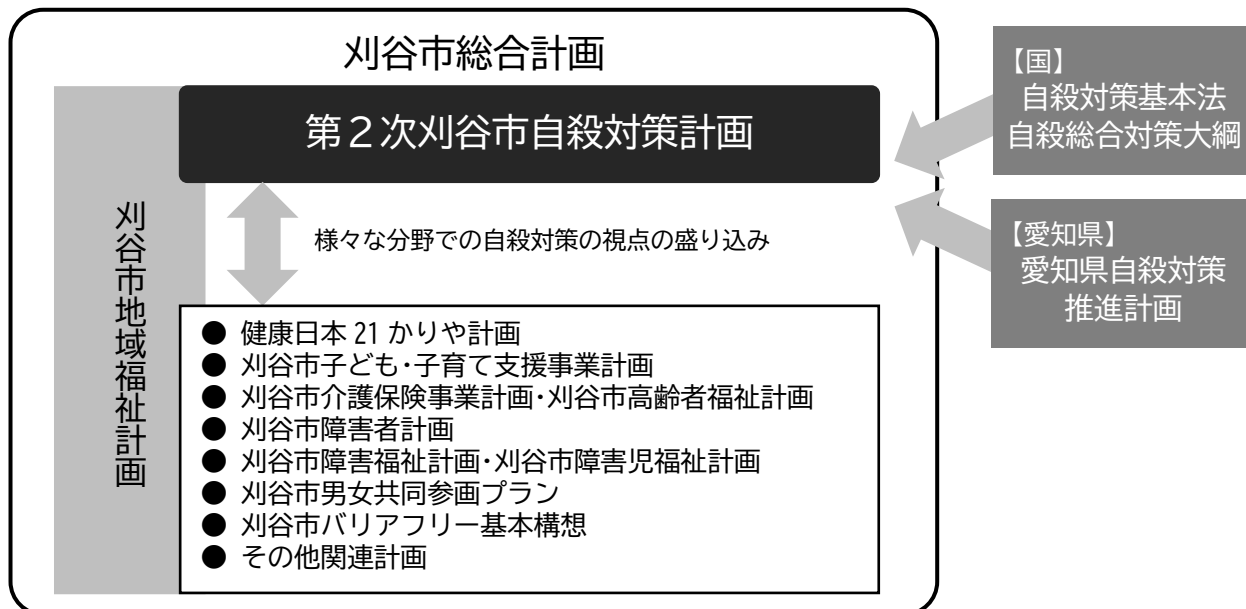 刈谷市総合計画
第２次刈谷市自殺対策計画
刈谷市地域福祉計画
様々な分野での自殺対策の視点の盛り込み
● 健康日本 21 かりや計画
● 刈谷市子ども・子育て支援事業計画
● 刈谷市介護保険事業計画・刈谷市高齢者福祉計画
● 刈谷市障害者計画
● 刈谷市障害福祉計画・刈谷市障害児福祉計画
● 刈谷市男女共同参画プラン
● 刈谷市バリアフリー基本構想
● その他関連計画
【国】
自殺対策基本法
自殺総合対策大綱
【愛知県】
愛知県自殺対策
推進計画